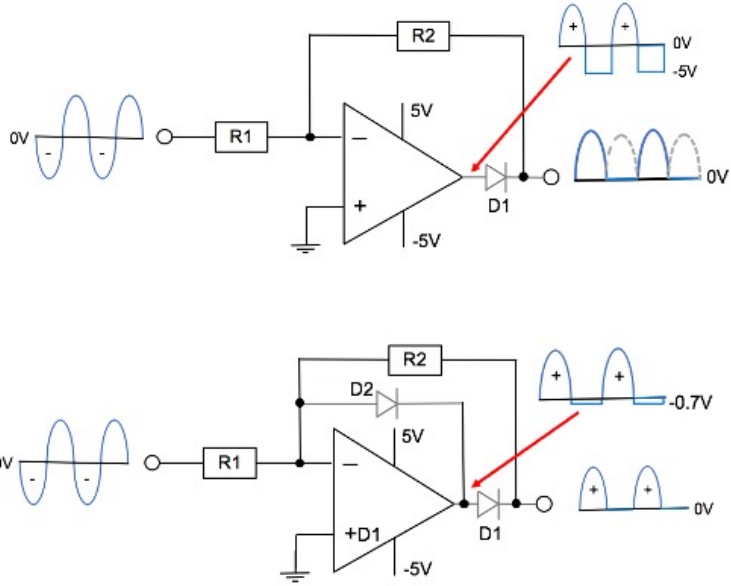 R2
+
+
0V
-5V
5V
0V
-
-
R1
−
+
D1
0V
-5V
R2
+
+
-0.7V
D2
5V
0V
-
-
R1
−
+
+
0V
+D1
D1
-5V